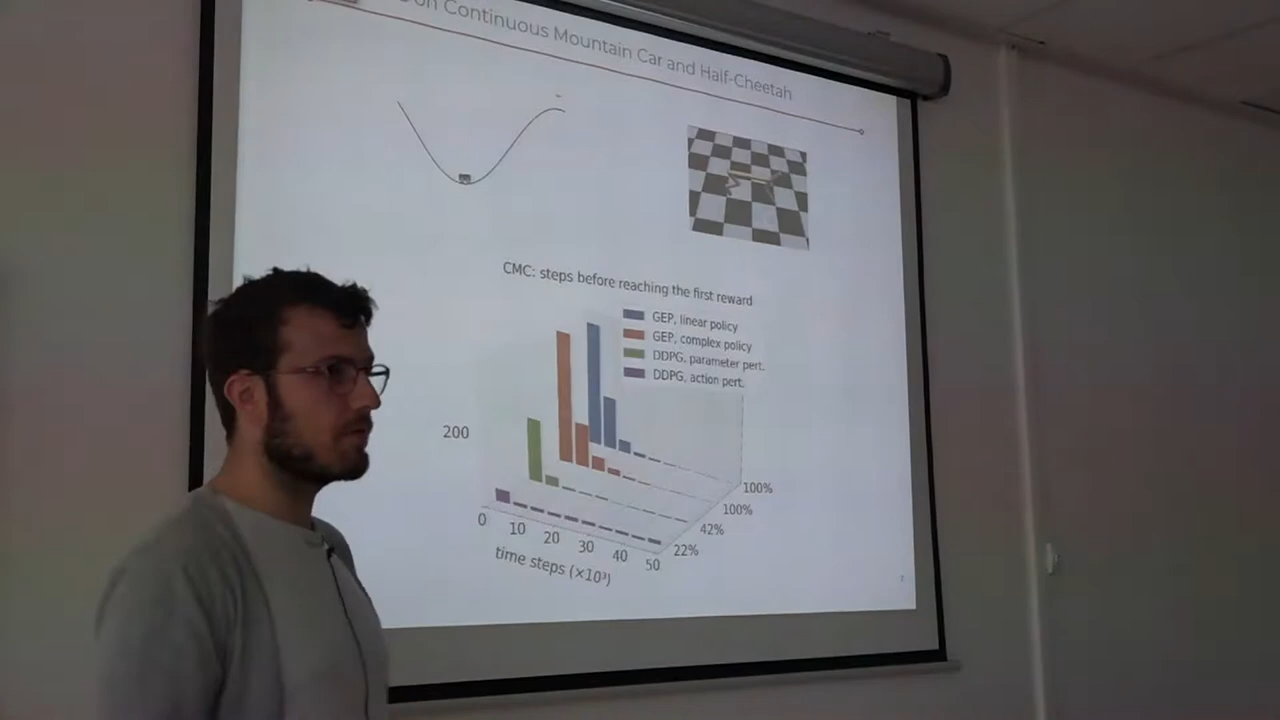 on Continuous Mountain Car and Half-Cheetah
CMC: steps before reaching the first reward
GEP, linear policy
GEP, complex policy
DDPG, parameter pert.
DDPG, action pert.
200
100%
100%
42%
22%
0
10
20
30
40
50
time steps (×10³)